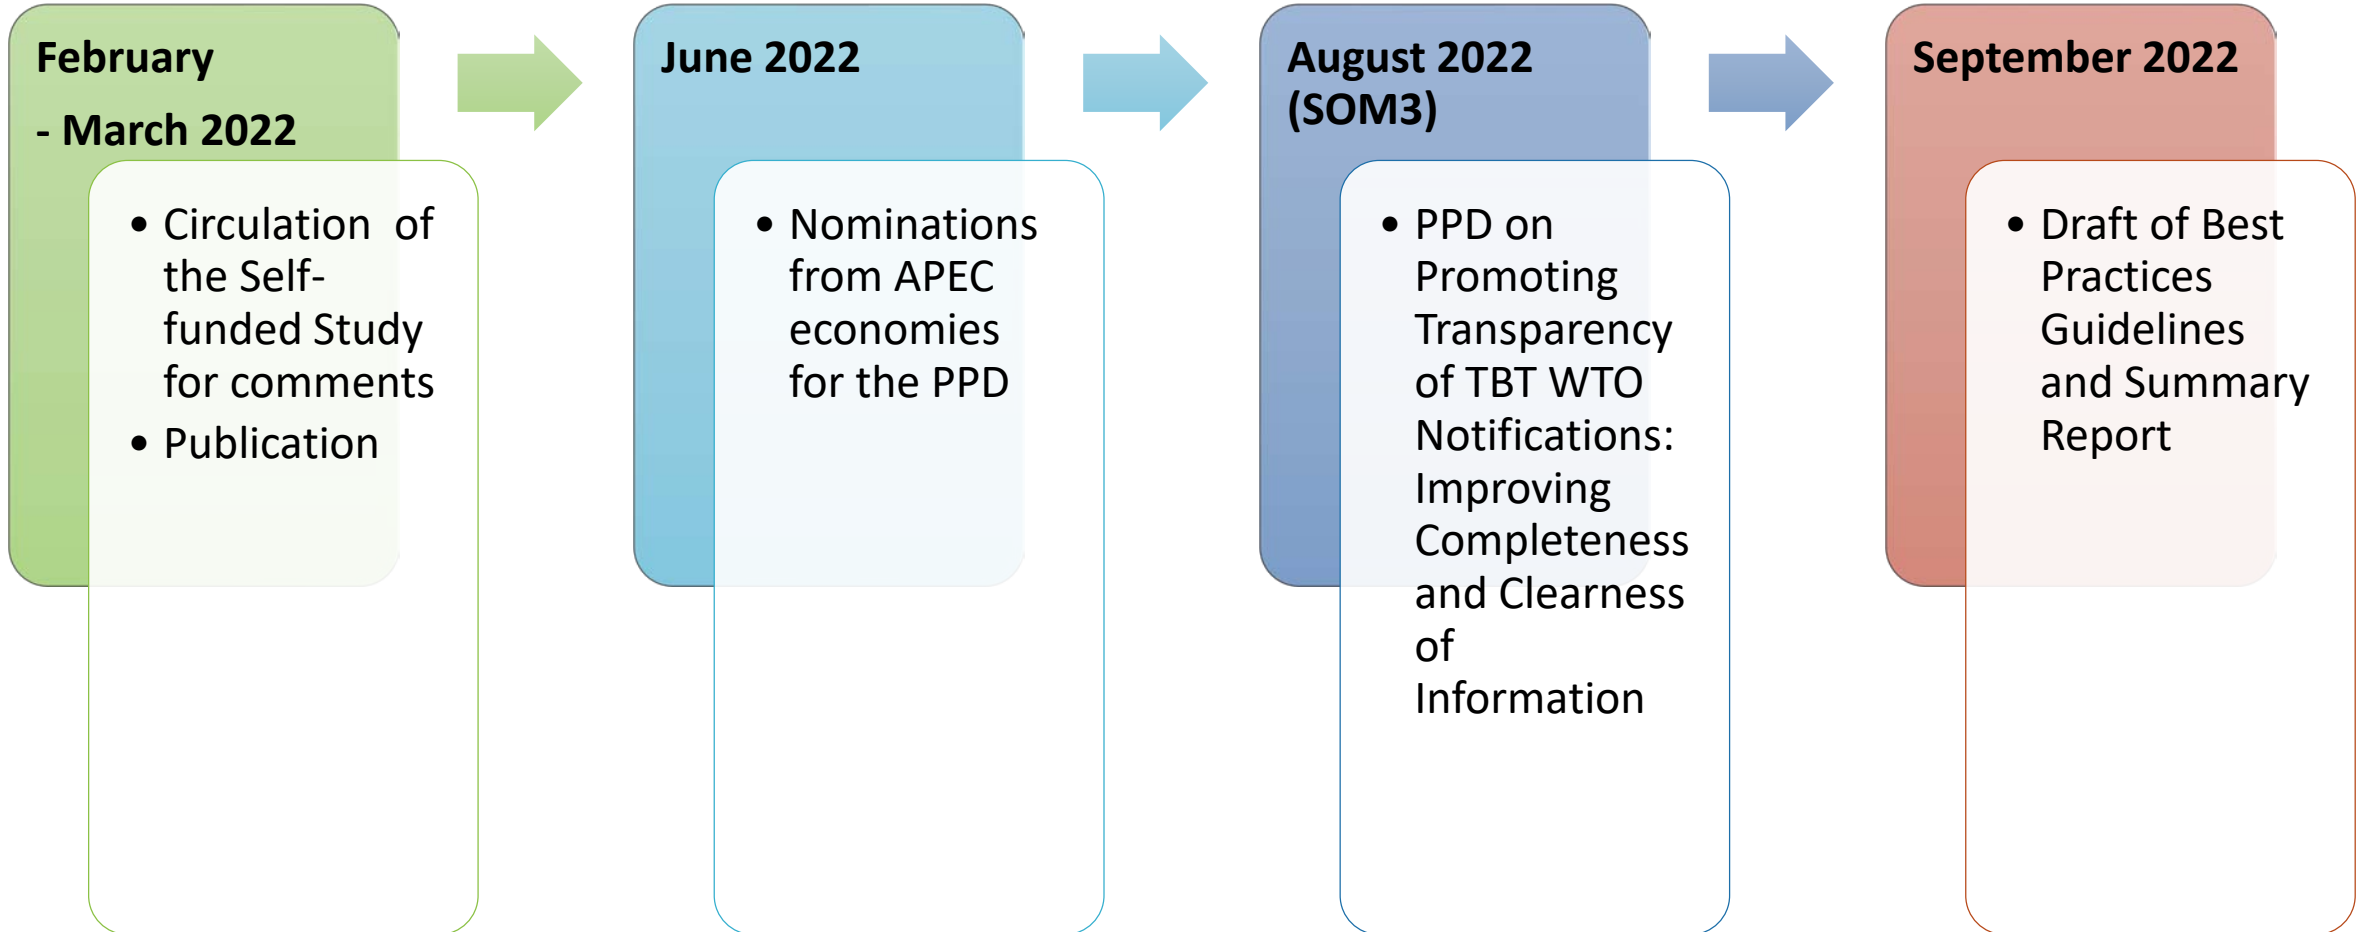 February
- March 2022
• Circulation of
the Self-
funded Study
for comments
• Publication
June 2022
• Nominations
from APEC
economies
for the PPD
August 2022
(SOM3)
• PPD on
Promoting
Transparency
of TBT WTO
Notifications:
Improving
Completeness
and Clearness
of
Information
September 2022
• Draft of Best
Practices
Guidelines
and Summary
Report